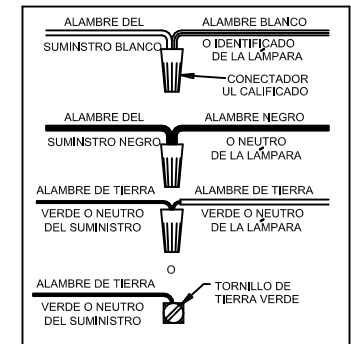 ALAMBRE DEL
SUMINISTRO BLANCO
ALAMBRE BLANCO
O IDENTIFICADO
DE LA LÁMPARA
CONECTADOR
UL CALIFICADO
ALAMBRE DEL
SUMINISTRO NEGRO
ALAMBRE NEGRO
O NEUTRO
DE LA LÁMPARA
ALAMBRE DE TIERRA
VERDE O NEUTRO
DEL SUMINISTRO
ALAMBRE DE TIERRA
VERDE O NEUTRO
DE LA LÁMPARA
O
ALAMBRE DE TIERRA
VERDE O NEUTRO
DEL SUMINISTRO
TORNILLO DE
TIERRA VERDE